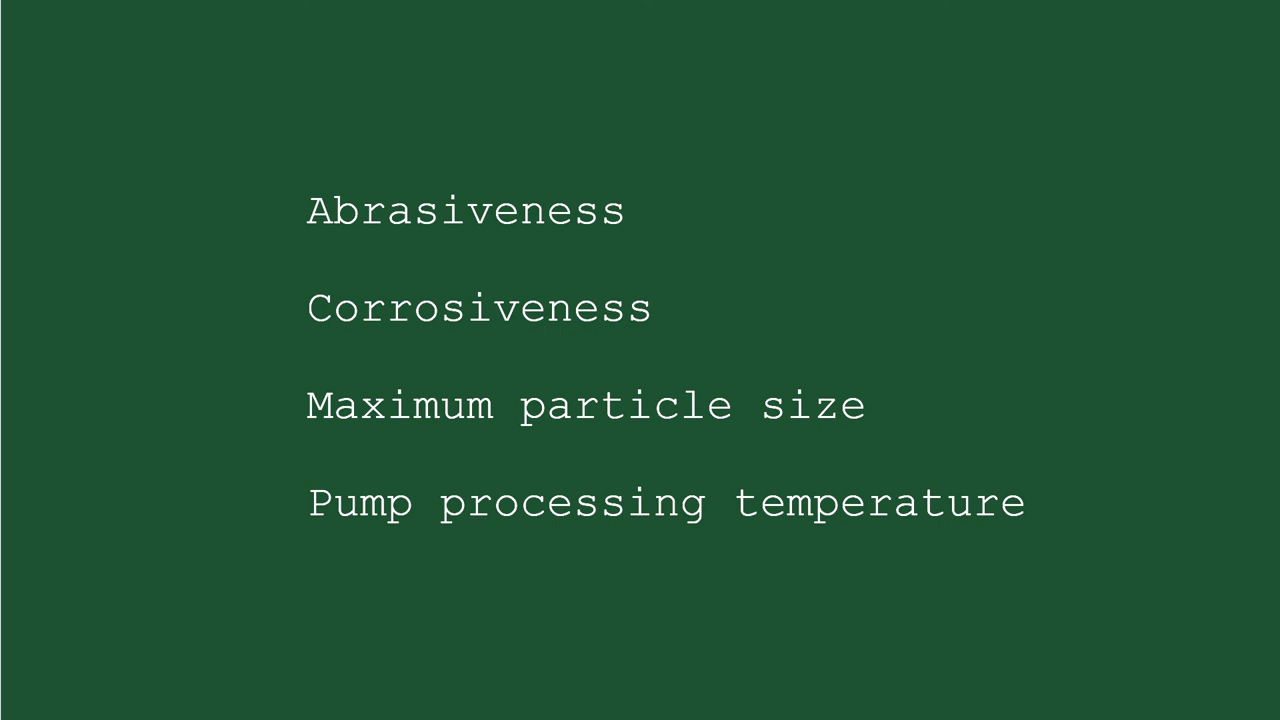 Abrasiveness
Corrosiveness
Maximum particle size
Pump processing temperature